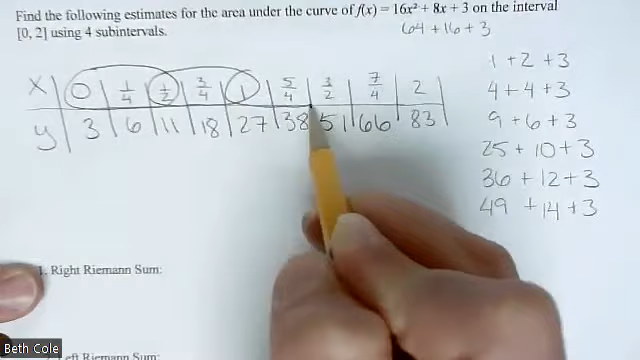 Find the following estimates for the area under the curve of f(x) = 16x² + 8x + 3 on the interval
[0, 2] using 4 subintervals.
64 + 16 + 3
1 + 2 + 3
4 + 4 + 3
9 + 6 + 3
25 + 10 + 3
36 + 12 + 3
49 + 14 + 3
X 0 1/4 1/2 3/4 1 5/4 3/2 7/4 2
y 3 6 11 18 27 38 51 66 83
Right Riemann Sum:
Riemann Sum:
Beth Cole